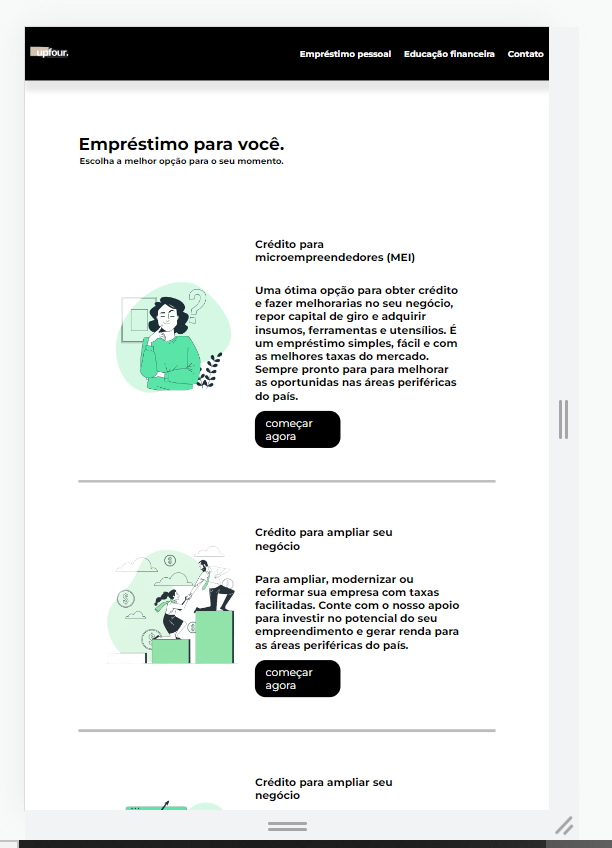 upfour.
Empréstimo pessoal Educação financeira Contato
Empréstimo para você.
Escolha a melhor opção para o seu momento.
Crédito para
microempreendedores (MEI)
Uma ótima opção para obter crédito
e fazer melhorarias no seu negócio,
repor capital de giro e adquirir
insumos, ferramentas e utensílios. É
um empréstimo simples, fácil e com
as melhores taxas do mercado.
Sempre pronto para para melhorar
as oportunidas nas áreas periféricas
do país.
começar
agora
Crédito para ampliar seu
negócio
Para ampliar, modernizar ou
reformar sua empresa com taxas
facilitadas. Conte com o nosso apoio
para investir no potencial do seu
empreendimento e gerar renda para
as áreas periféricas do país.
começar
agora
Crédito para ampliar seu
negócio